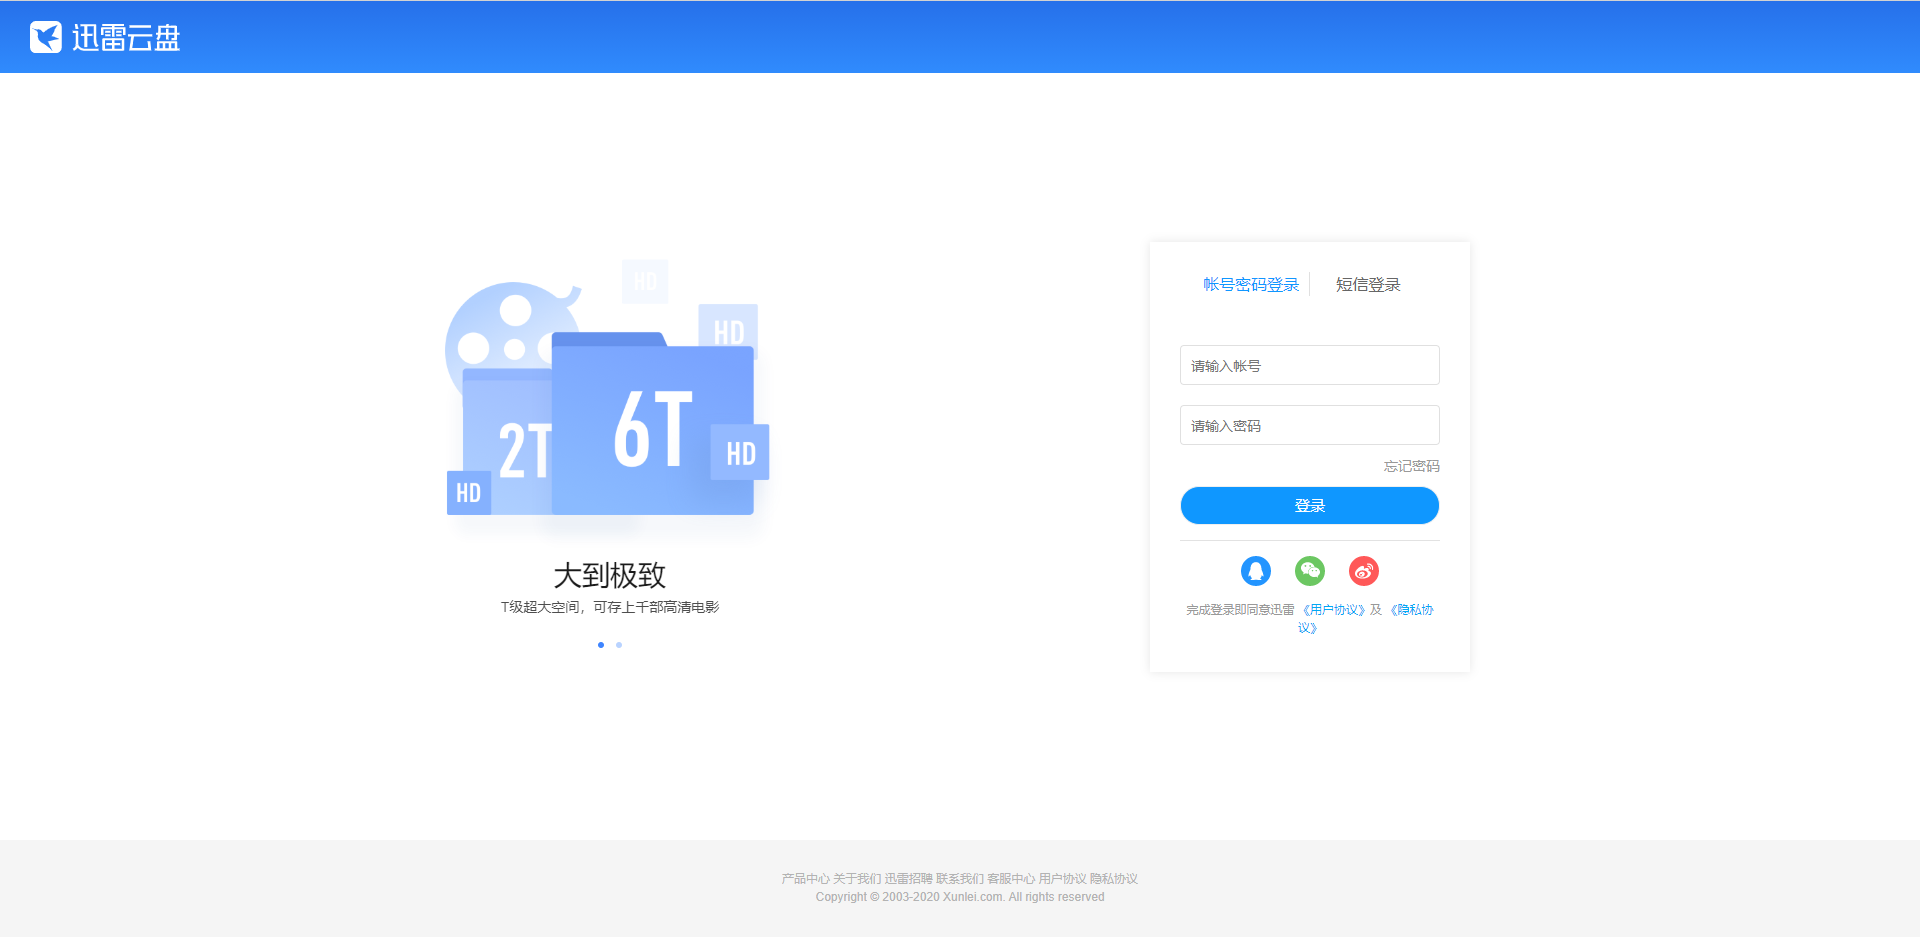 迅雷云盘
HD
HD
2T
6T
HD
HD
大到极致
T级超大空间，可存上千部高清电影
帐号密码登录
短信登录
请输入帐号
请输入密码
忘记密码
登录
完成登录即同意迅雷 《用户协议》及 《隐私协
议》
产品中心 关于我们 迅雷招聘 联系我们 客服中心 用户协议 隐私协议
Copyright © 2003-2020 Xunlei.com. All rights reserved